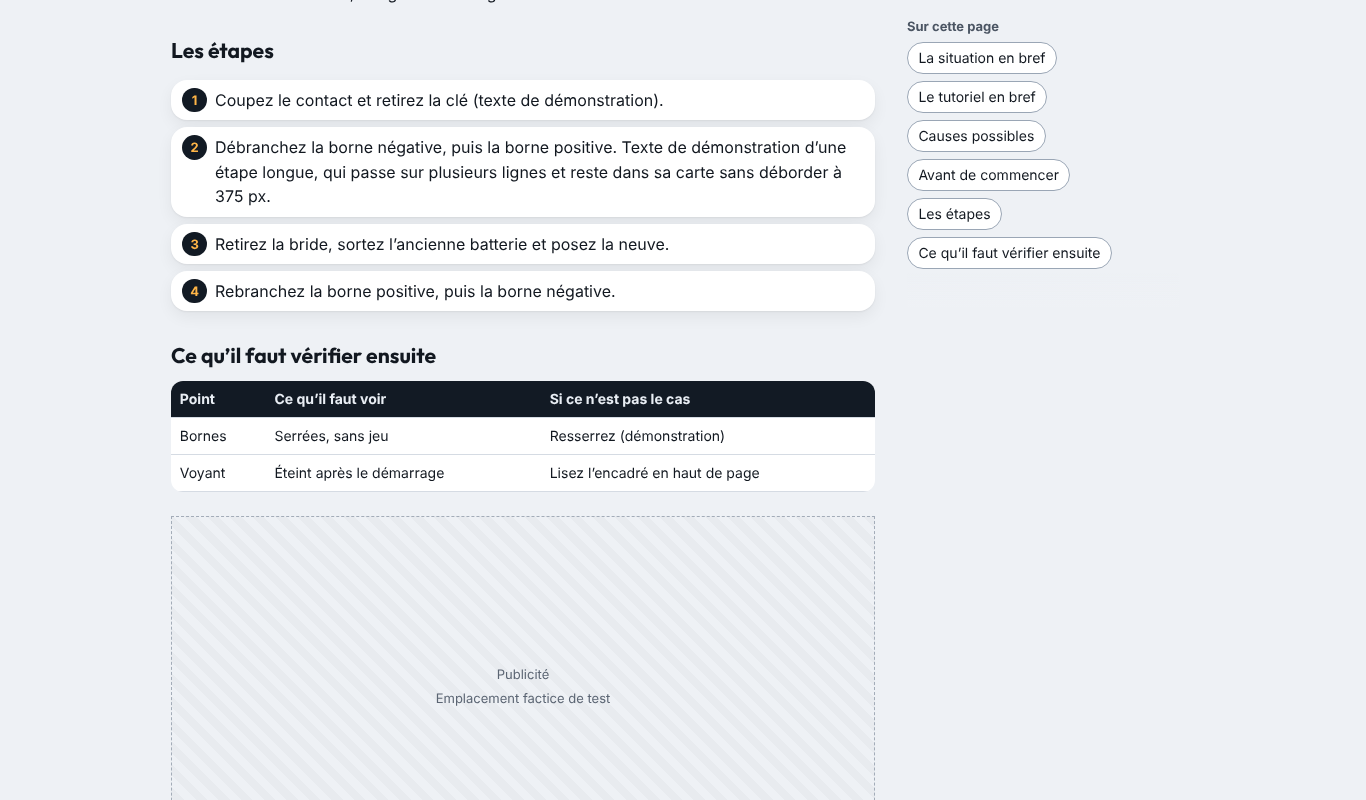 Les étapes
1 Coupez le contact et retirez la clé (texte de démonstration).
2 Débranchez la borne négative, puis la borne positive. Texte de démonstration d’une
étape longue, qui passe sur plusieurs lignes et reste dans sa carte sans déborder à
375 px.
3 Retirez la bride, sortez l’ancienne batterie et posez la neuve.
4 Rebranchez la borne positive, puis la borne négative.
Ce qu’il faut vérifier ensuite
Point Ce qu’il faut voir Si ce n’est pas le cas
Bornes Serrées, sans jeu Resserrez (démonstration)
Voyant Éteint après le démarrage Lisez l’encadré en haut de page
Publicité
Emplacement factice de test
Sur cette page
La situation en bref
Le tutoriel en bref
Causes possibles
Avant de commencer
Les étapes
Ce qu’il faut vérifier ensuite